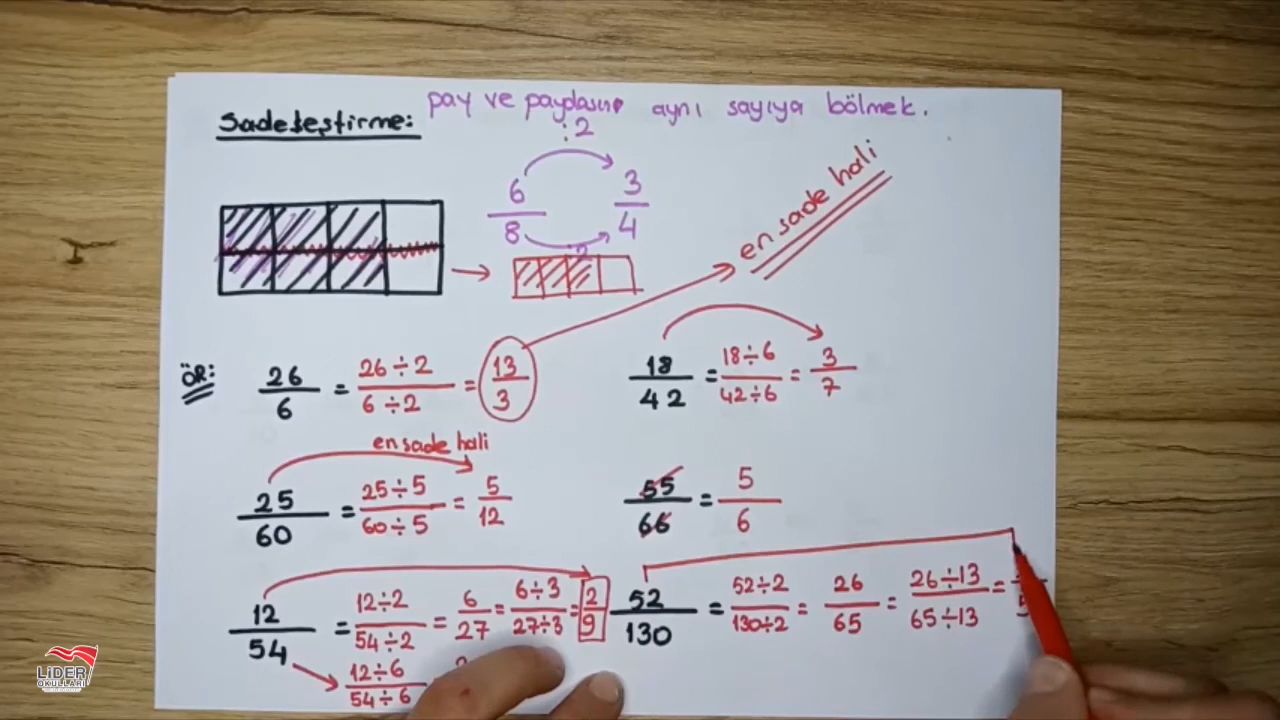 Sadeleştirme: pay ve paydasını aynı sayıya bölmek.
:2
6/8 3/4
:2
en sade hali
ÖR: 26/6 = 26÷2/6÷2 = 13/3
18/42 = 18÷6/42÷6 = 3/7
en sade hali
25/60 = 25÷5/60÷5 = 5/12
55/66 = 5/6
12/54 = 12÷2/54÷2 = 6/27 = 6÷3/27÷3 = 2/9
12÷6/54÷6
52/130 = 52÷2/130÷2 = 26/65 = 26÷13/65÷13 =
LİDER
OKULLARI